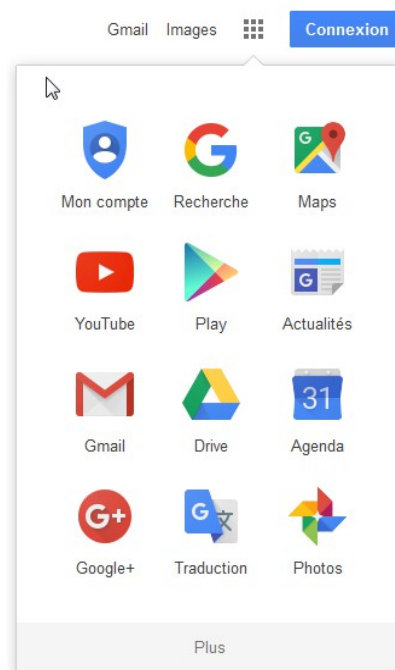 Gmail Images Connexion
Mon compte Recherche Maps
YouTube Play Actualités
31
Gmail Drive Agenda
Google+ Traduction Photos
Plus